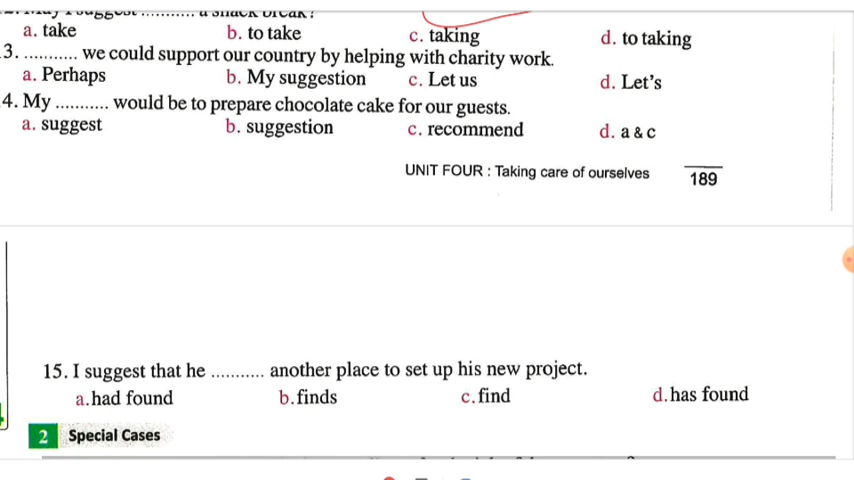 a. take b. to take c. taking d. to taking
3. ........... we could support our country by helping with charity work.
a. Perhaps b. My suggestion c. Let us d. Let's
4. My ........... would be to prepare chocolate cake for our guests.
a. suggest b. suggestion c. recommend d. a & c
UNIT FOUR : Taking care of ourselves 189
15. I suggest that he ........... another place to set up his new project.
a. had found b. finds c. find d. has found
2 Special Cases